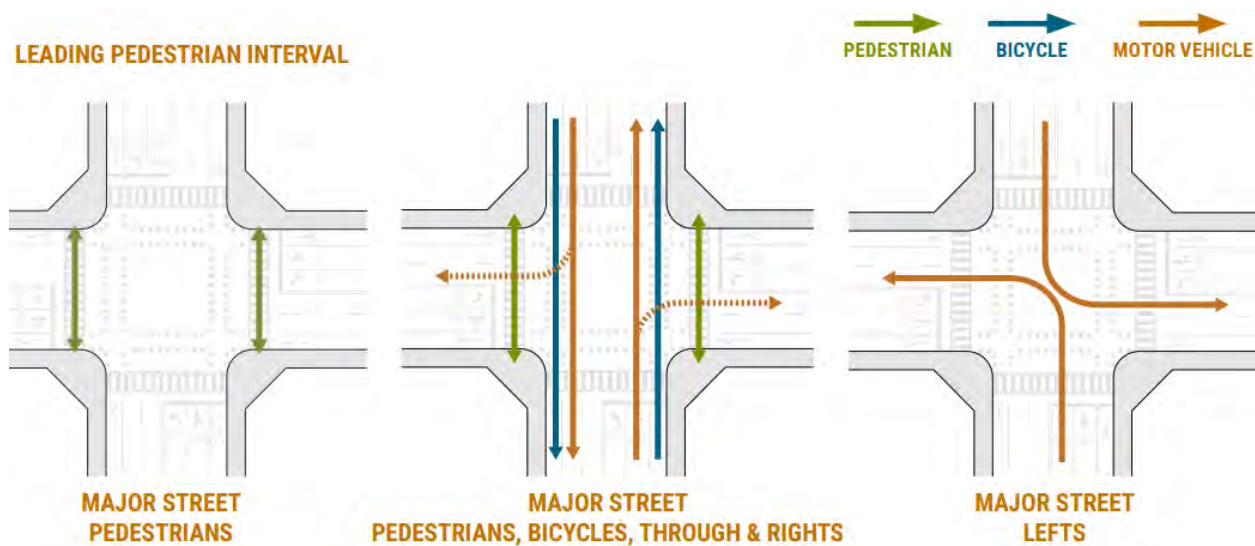 LEADING PEDESTRIAN INTERVAL
PEDESTRIAN
BICYCLE
MOTOR VEHICLE
MAJOR STREET
PEDESTRIANS
MAJOR STREET
PEDESTRIANS, BICYCLES, THROUGH & RIGHTS
MAJOR STREET
LEFTS